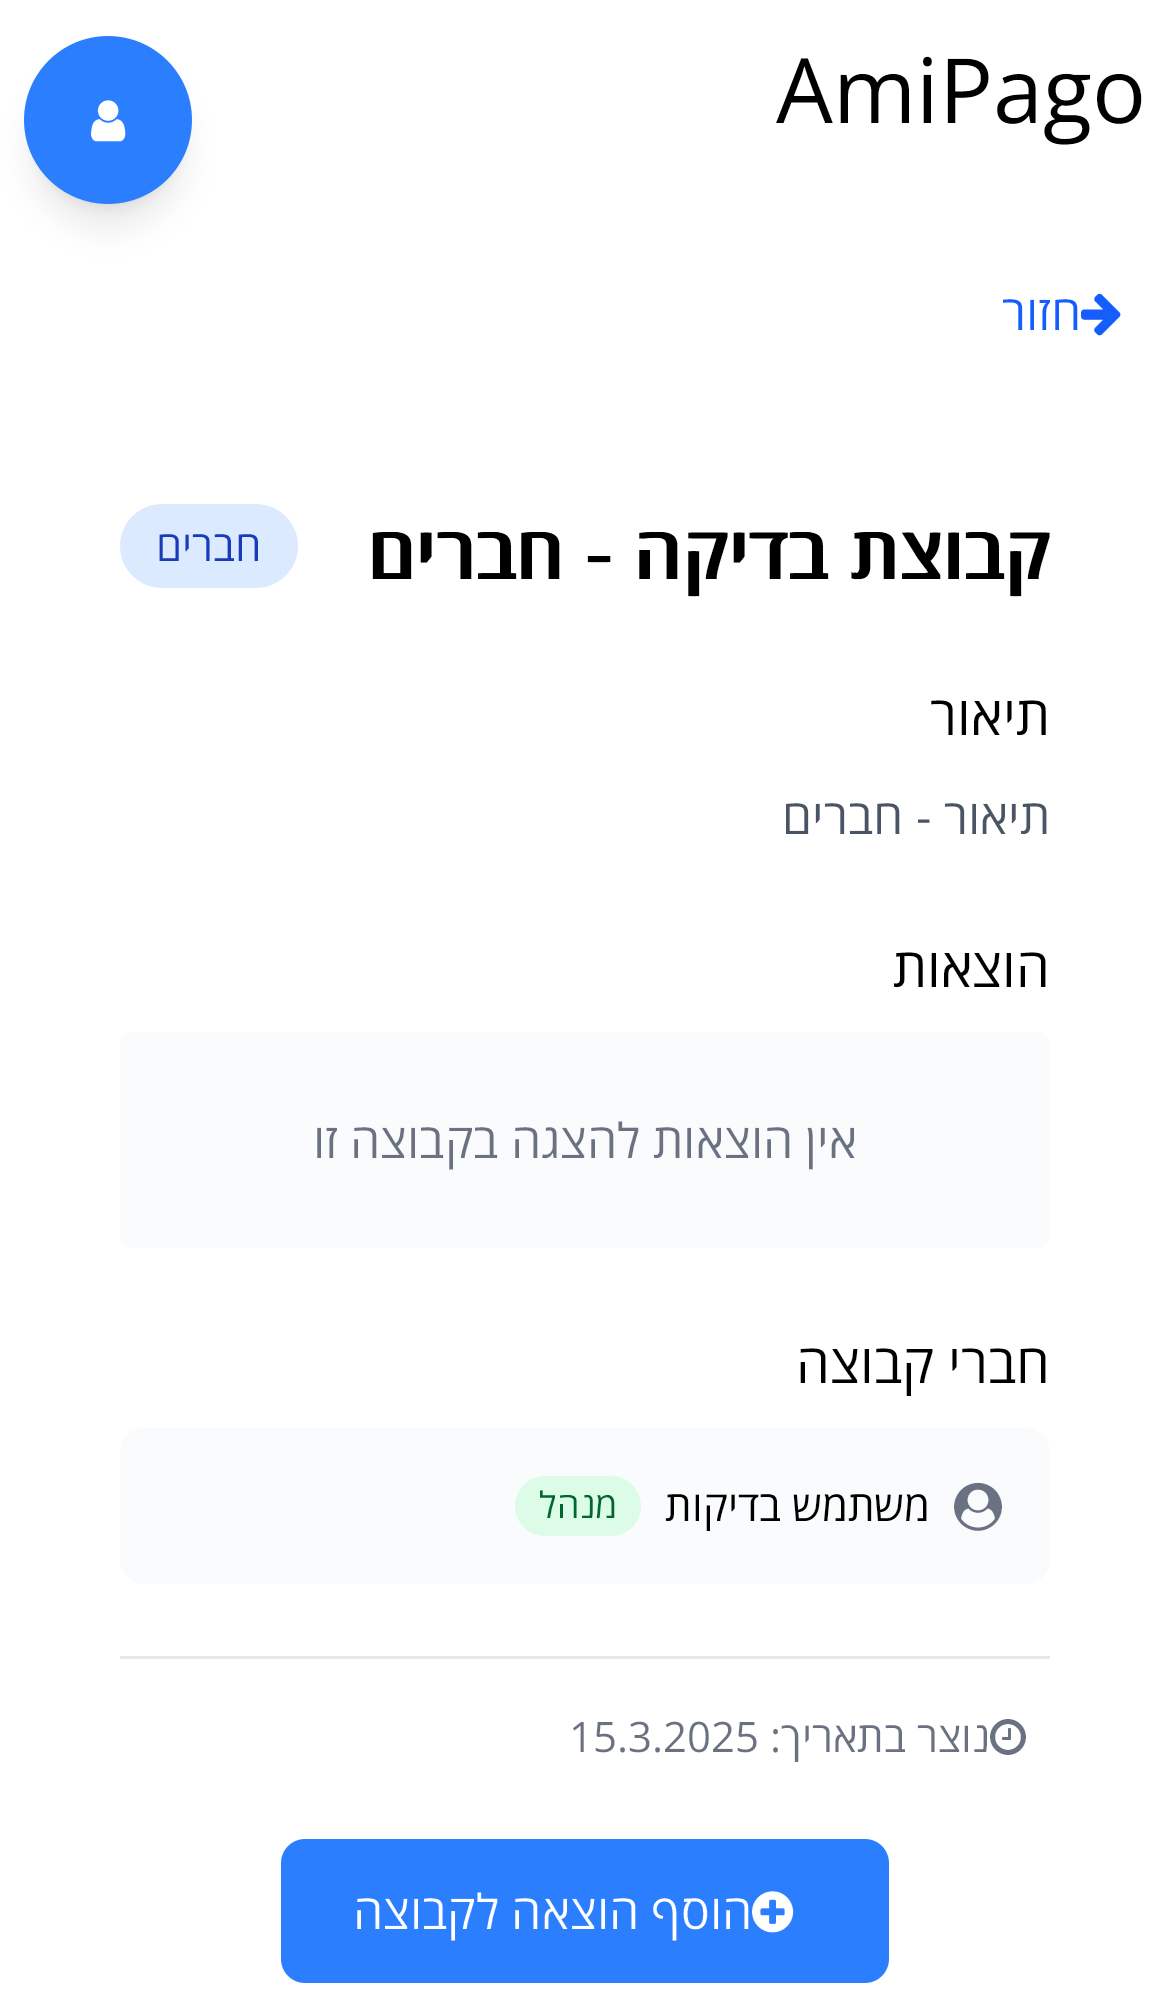 AmiPago
חזור
קבוצת בדיקה - חברים
חברים
תיאור
תיאור - חברים
הוצאות
אין הוצאות להצגה בקבוצה זו
חברי קבוצה
משתמש בדיקות
מנהל
נוצר בתאריך: 15.3.2025
הוסף הוצאה לקבוצה